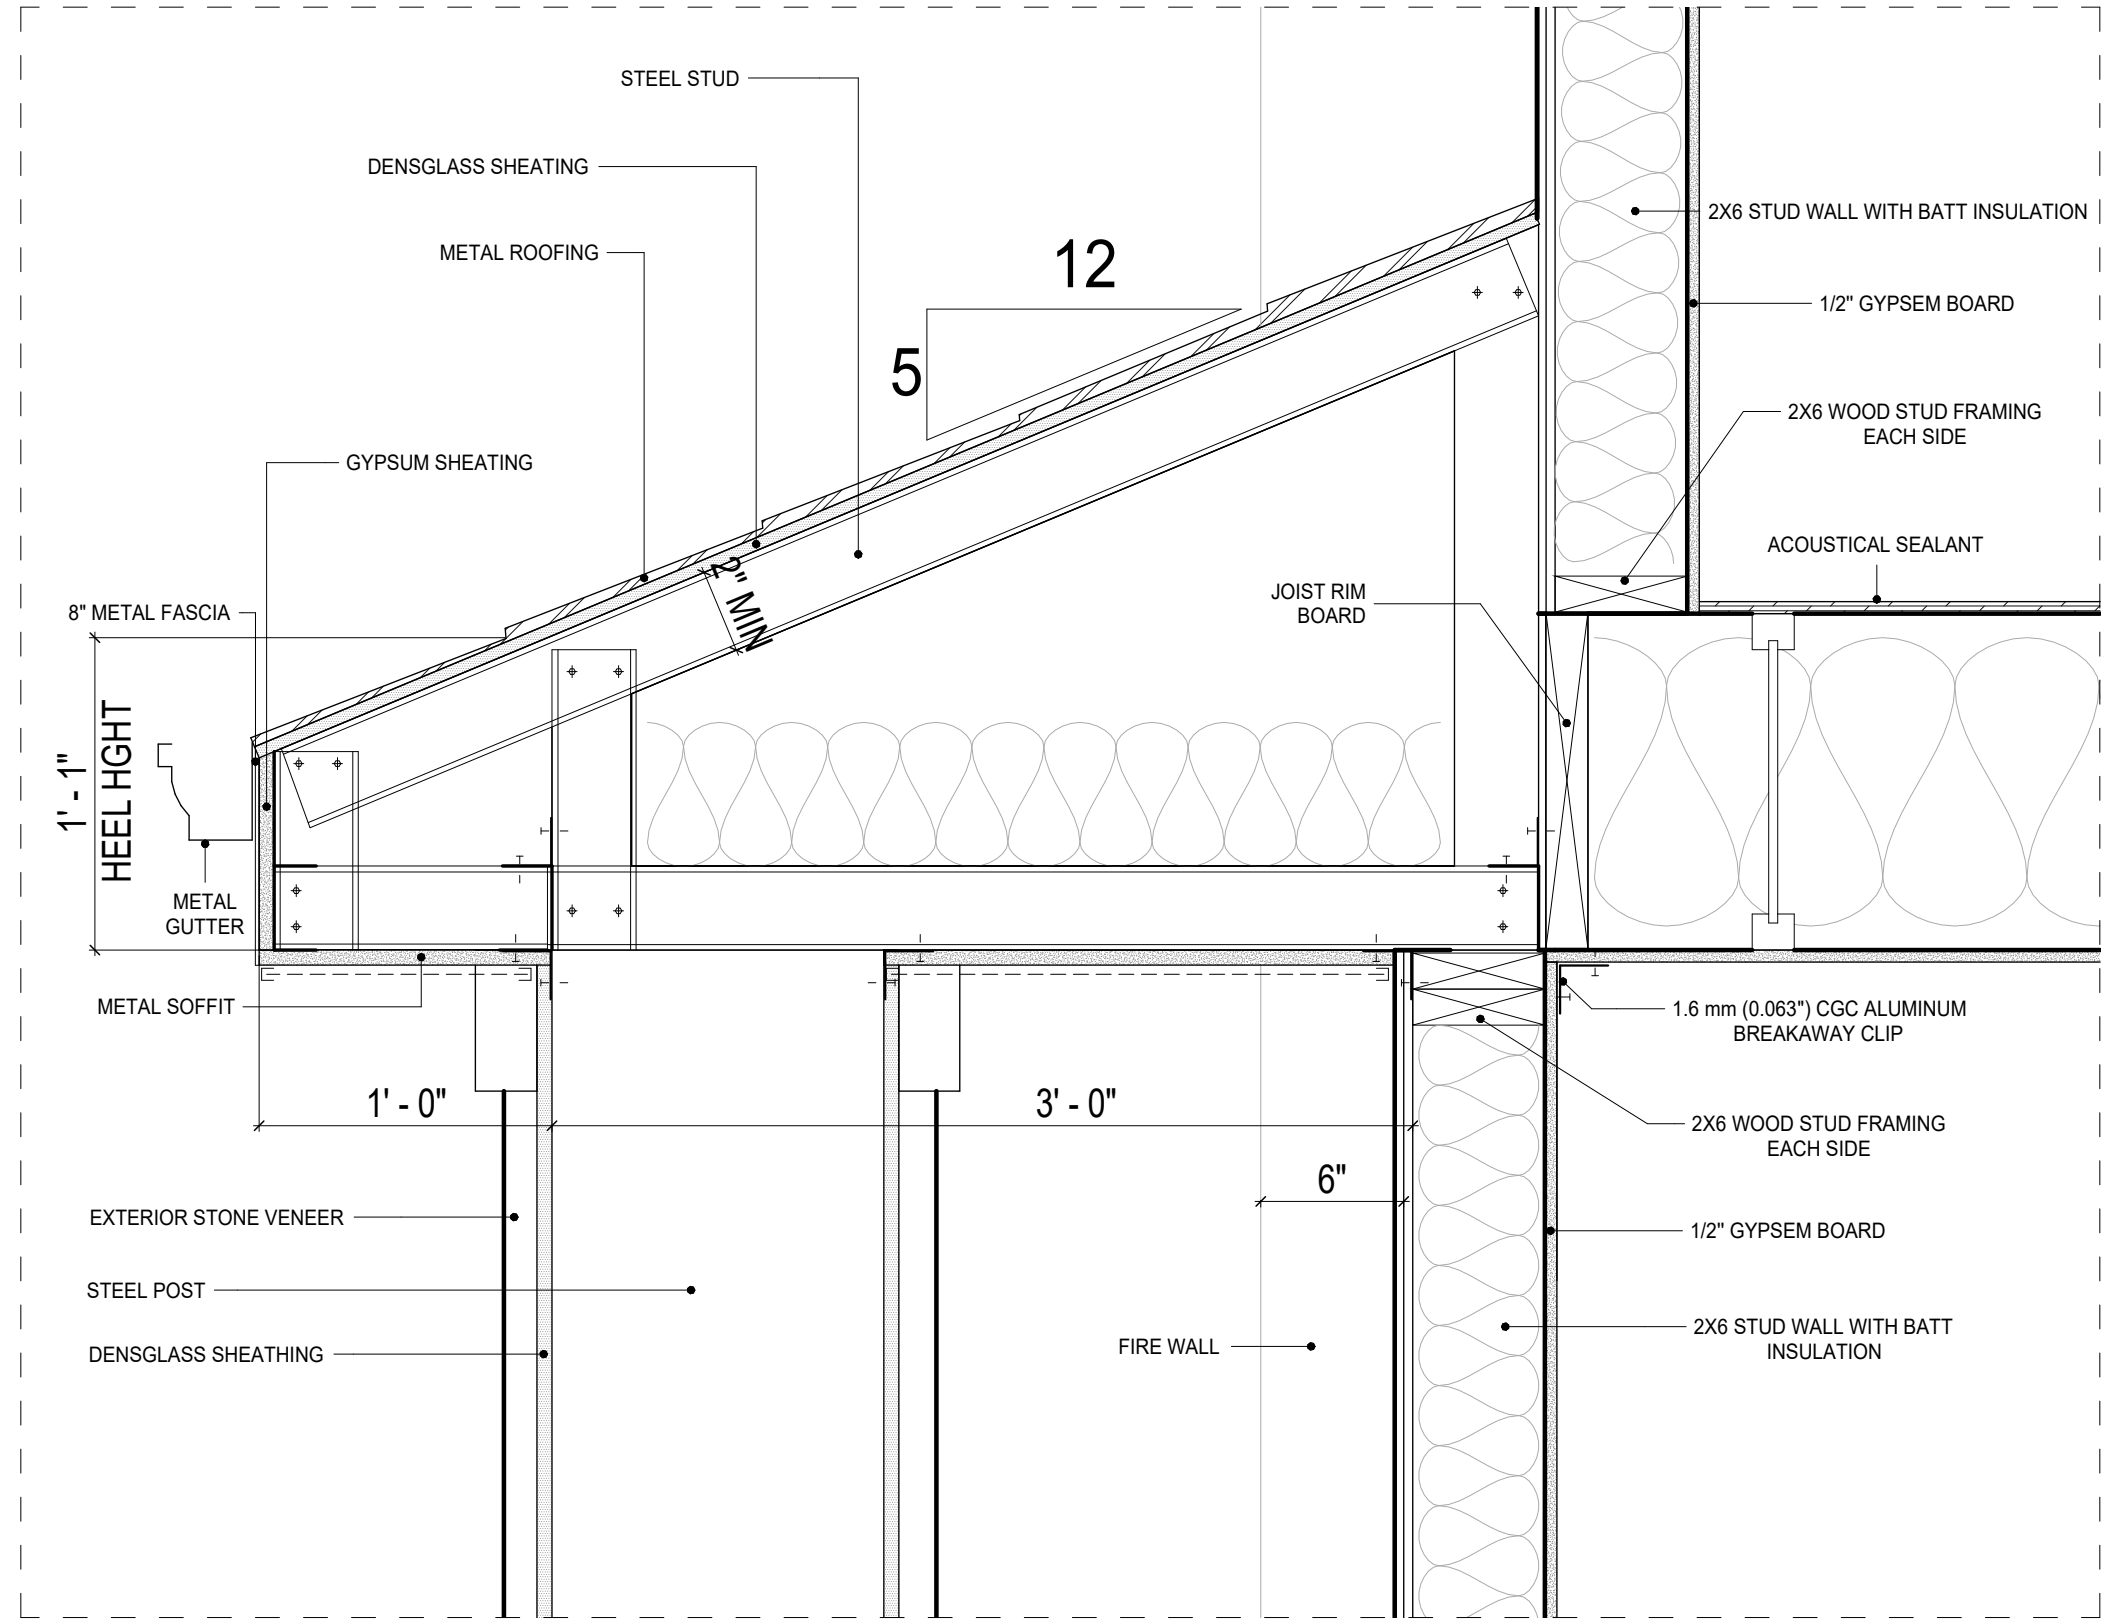 STEEL STUD
DENSGLASS SHEATING
METAL ROOFING
12
5
GYPSUM SHEATING
2" MIN
8" METAL FASCIA
1' - 1"
HEEL HGHT
METAL
GUTTER
METAL SOFFIT
2X6 STUD WALL WITH BATT INSULATION
1/2" GYPSEM BOARD
2X6 WOOD STUD FRAMING
EACH SIDE
ACOUSTICAL SEALANT
JOIST RIM
BOARD
1.6 mm (0.063") CGC ALUMINUM
BREAKAWAY CLIP
1' - 0"
3' - 0"
2X6 WOOD STUD FRAMING
EACH SIDE
6"
EXTERIOR STONE VENEER
1/2" GYPSEM BOARD
STEEL POST
2X6 STUD WALL WITH BATT
INSULATION
FIRE WALL
DENSGLASS SHEATHING